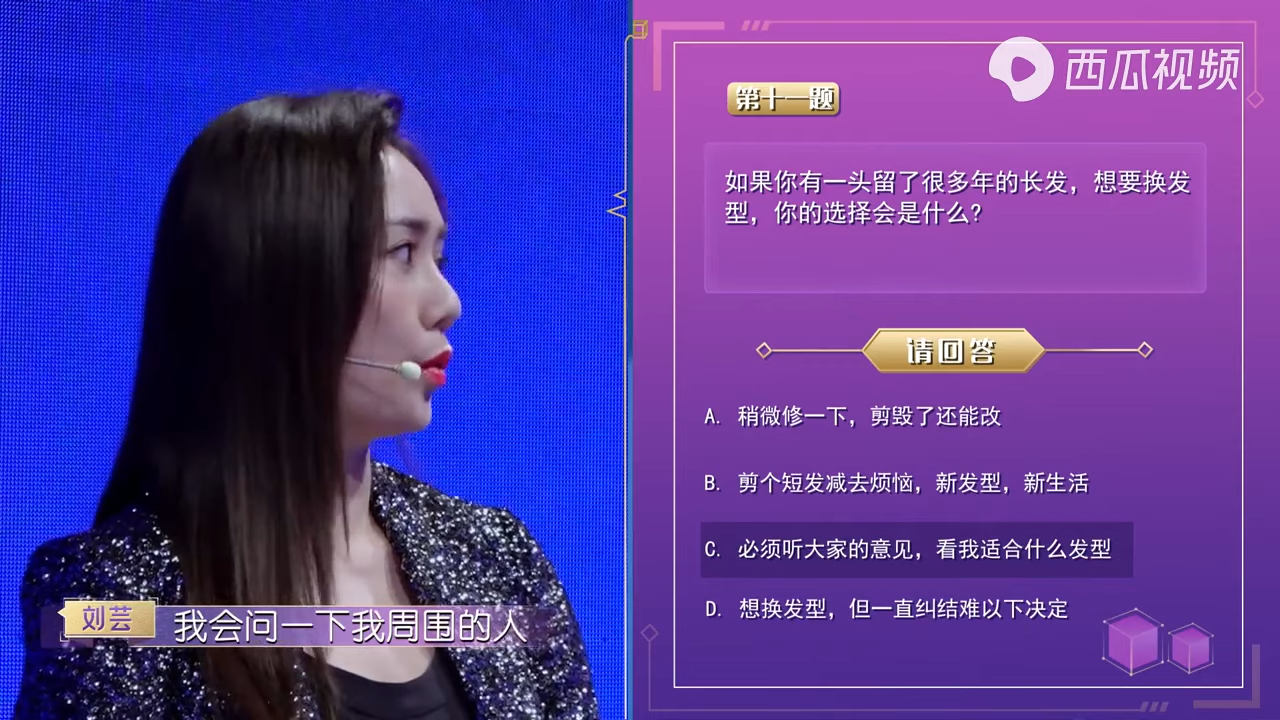 西瓜视频
第十一题
如果你有一头留了很多年的长发，想要换发
型，你的选择会是什么?
请回答
A. 稍微修一下，剪毁了还能改
B. 剪个短发减去烦恼，新发型，新生活
C. 必须听大家的意见，看我适合什么发型
D. 想换发型，但一直纠结难以下决定
刘芸
我会问一下我周围的人